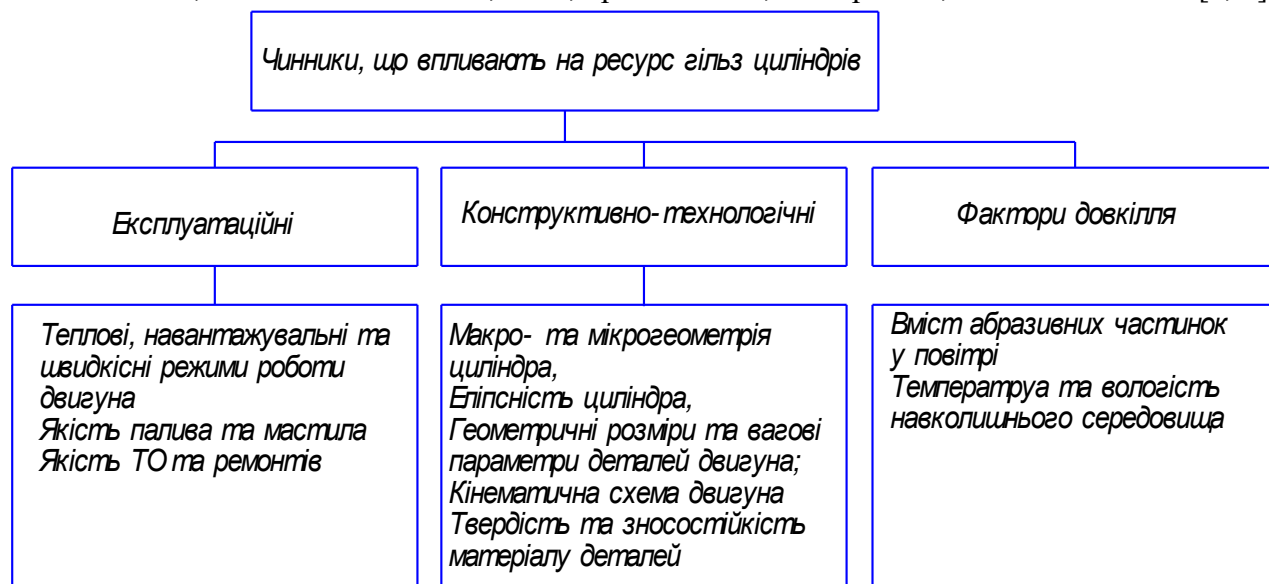 Чинники, що впливають на ресурс гільз циліндрів
Експлуатаційні
Конструктивно-технологічні
Фактори довкілля
Теплові, навантажувальні та
швидкісні режими роботи
двигуна
Якість палива та мастила
Якість ТО та ремонтів
Макро- та мікрогеометрія
циліндра,
Еліпсність циліндра,
Геометричні розміри та вагові
параметри деталей двигуна;
Кінематична схема двигуна
Твердість та зносостійкість
матеріалу деталей
Вміст абразивних частинок
у повітрі
Температруа та вологість
навколишнього середовища